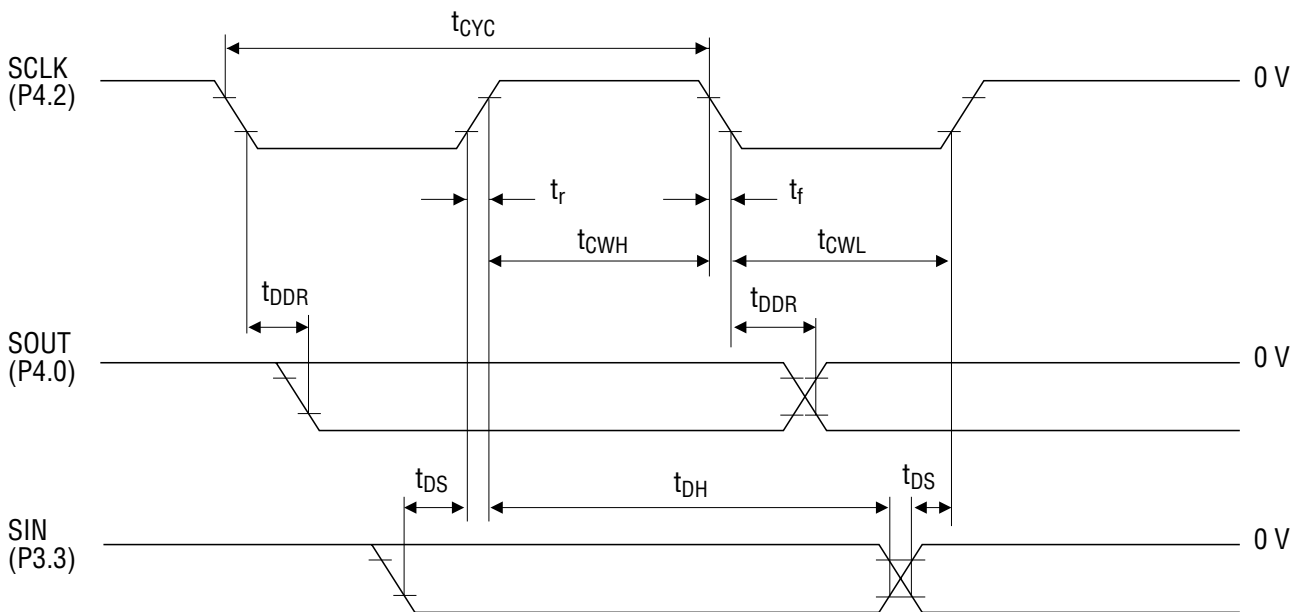 tCYC
SCLK
(P4.2)
0 V
tr
tf
tCWH
tCWL
tDDR
tDDR
SOUT
(P4.0)
0 V
tDS
tDH
tDS
SIN
(P3.3)
0 V